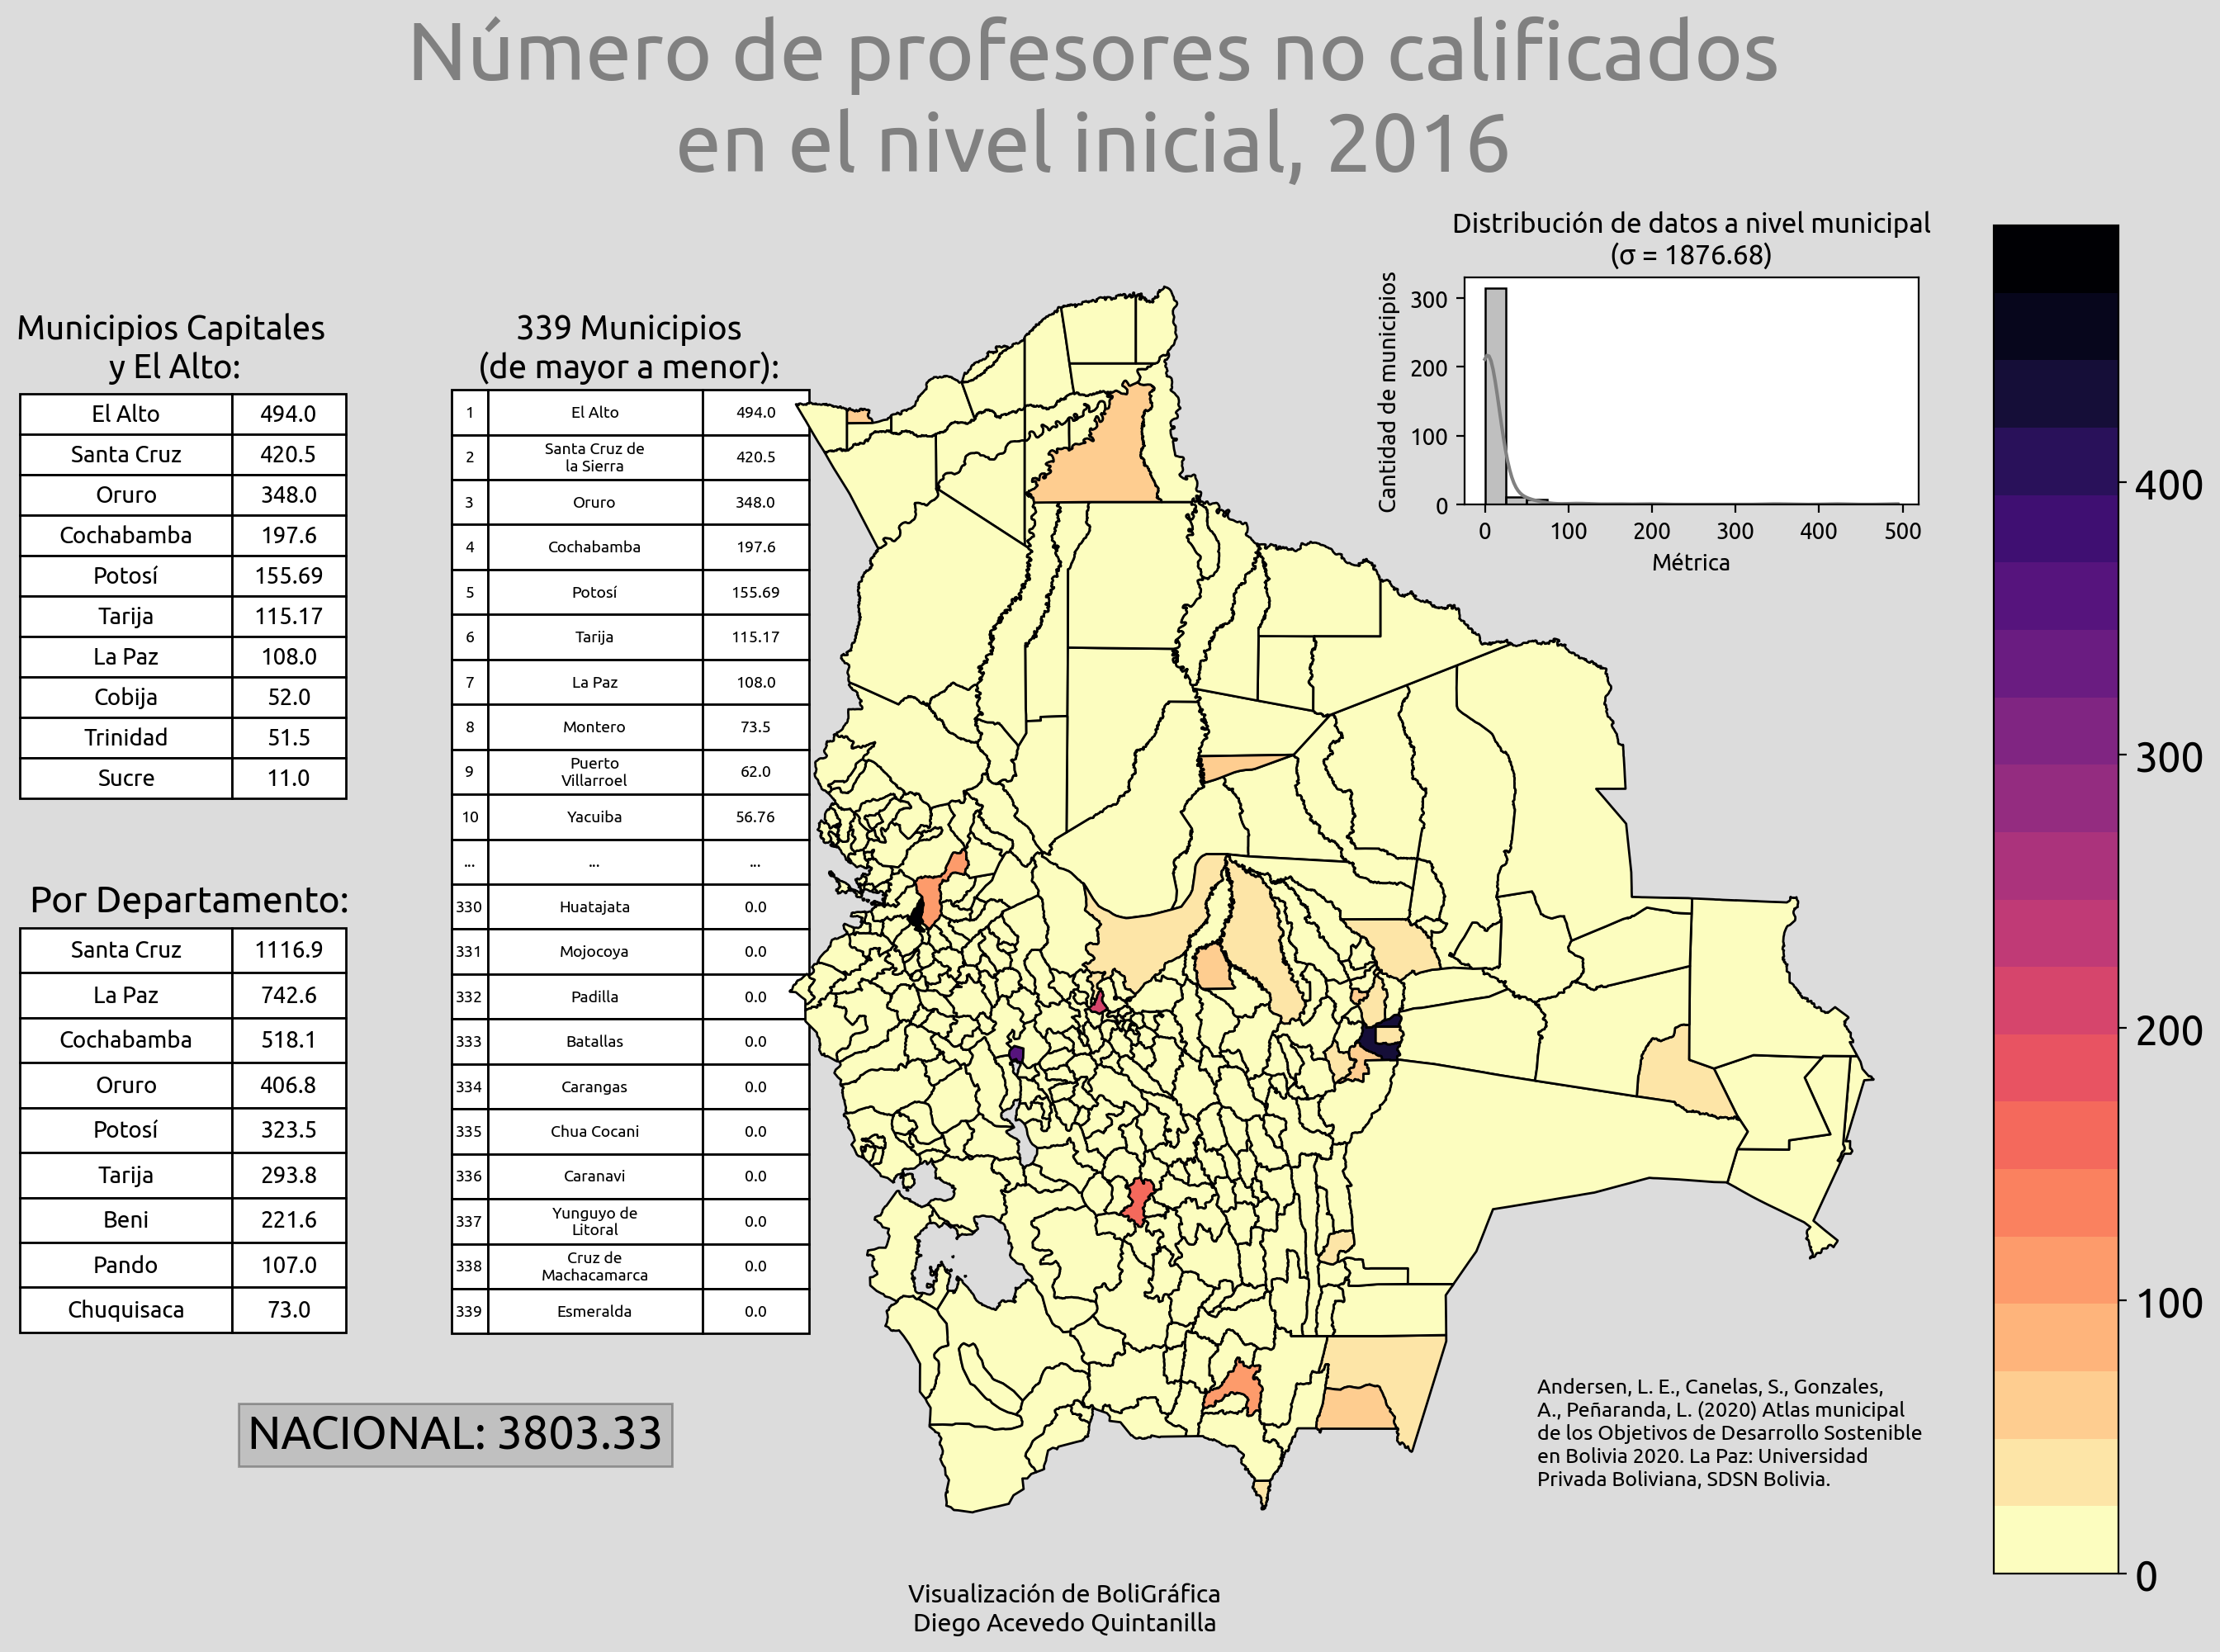 Número de profesores no calificados
en el nivel inicial, 2016
Municipios Capitales
y El Alto:
El Alto 494.0
Santa Cruz 420.5
Oruro 348.0
Cochabamba 197.6
Potosí 155.69
Tarija 115.17
La Paz 108.0
Cobija 52.0
Trinidad 51.5
Sucre 11.0
Por Departamento:
Santa Cruz 1116.9
La Paz 742.6
Cochabamba 518.1
Oruro 406.8
Potosí 323.5
Tarija 293.8
Beni 221.6
Pando 107.0
Chuquisaca 73.0
NACIONAL: 3803.33
339 Municipios
(de mayor a menor):
1 El Alto 494.0
2 Santa Cruz de
la Sierra 420.5
3 Oruro 348.0
4 Cochabamba 197.6
5 Potosí 155.69
6 Tarija 115.17
7 La Paz 108.0
8 Montero 73.5
9 Puerto
Villarroel 62.0
10 Yacuiba 56.76
... ... ...
330 Huatajata 0.0
331 Mojocoya 0.0
332 Padilla 0.0
333 Batallas 0.0
334 Carangas 0.0
335 Chua Cocani 0.0
336 Caranavi 0.0
337 Yunguyo de
Litoral 0.0
338 Cruz de
Machacamarca 0.0
339 Esmeralda 0.0
Distribución de datos a nivel municipal
(σ = 1876.68)
Cantidad de municipios
300
200
100
0
0 100 200 300 400 500
Métrica
400
300
200
100
0
Andersen, L. E., Canelas, S., Gonzales,
A., Peñaranda, L. (2020) Atlas municipal
de los Objetivos de Desarrollo Sostenible
en Bolivia 2020. La Paz: Universidad
Privada Boliviana, SDSN Bolivia.
Visualización de BoliGráfica
Diego Acevedo Quintanilla